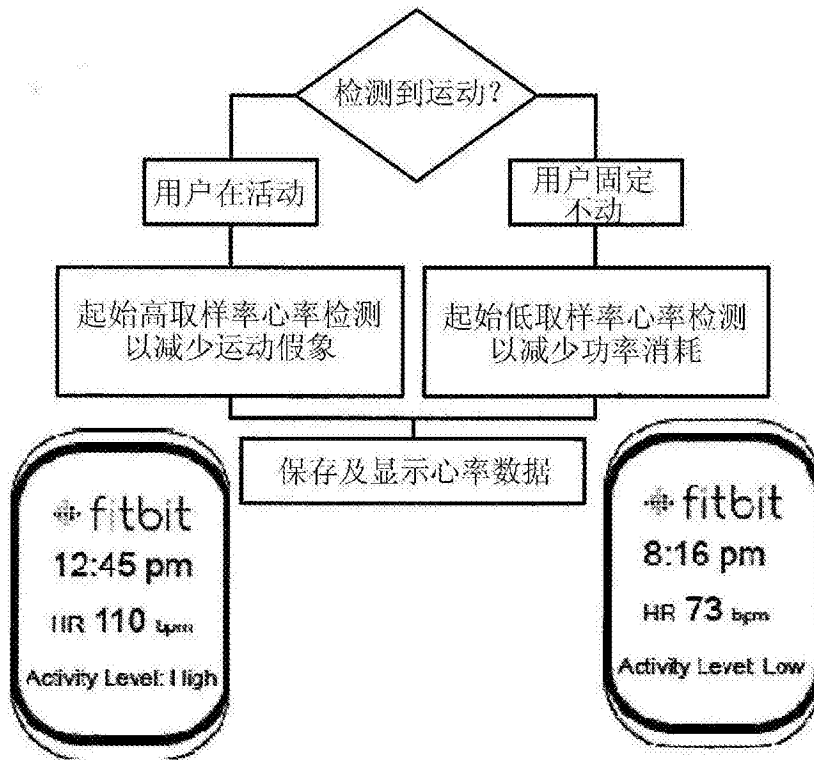 检测到运动？
用户在活动
用户固定
不动
起始高取样率心率检测
以减少运动假象
起始低取样率心率检测
以减少功率消耗
保存及显示心率数据
fitbit
12:45 pm
HR 110 bpm
Activity Level: High
fitbit
8:16 pm
HR 73 bpm
Activity Level: Low